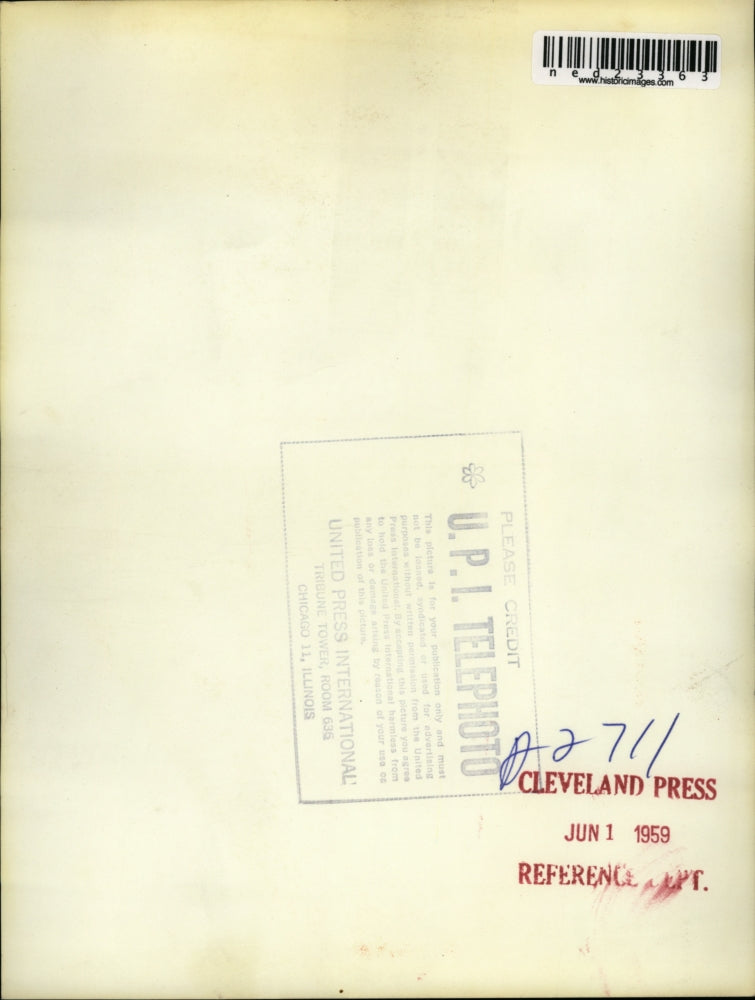 ned23363
www.historicimages.com
PLEASE CREDIT
U.P.I. TELEPHOTO
This picture is for your publication only and must
not be loaned, syndicated or used for advertising
purposes without written permission from the United
Press International. By accepting this picture you agree
to hold the United Press International harmless from
any loss or damage arising by reason of your use or
publication of this picture.
UNITED PRESS INTERNATIONAL
TRIBUNE TOWER, ROOM 636
CHICAGO 11, ILLINOIS
2711
CLEVELAND PRESS
JUN 1 1959
REFERENCE DEPT.